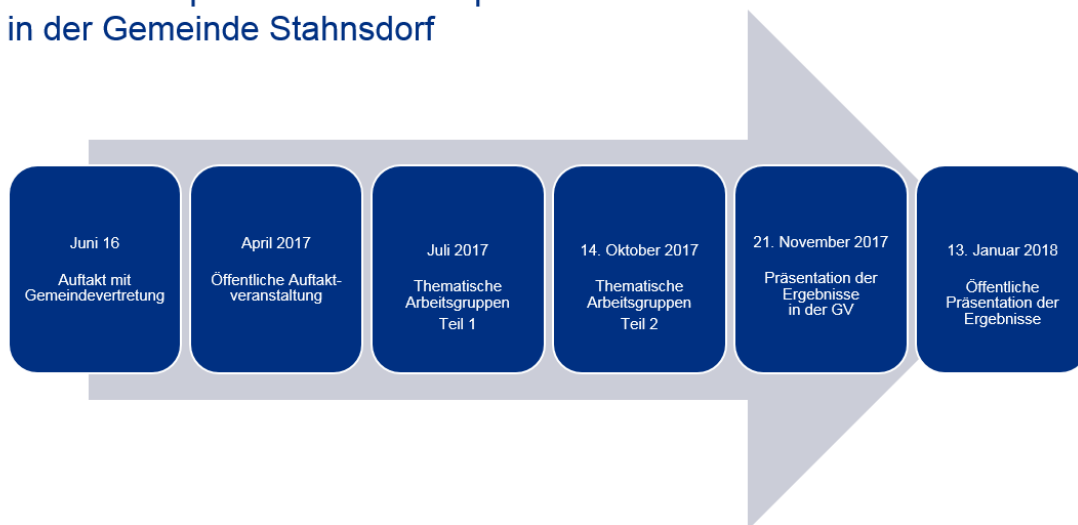 in der Gemeinde Stahnsdorf
Juni 16
Auftakt mit
Gemeindevertretung
April 2017
Öffentliche Auftakt-
veranstaltung
Juli 2017
Thematische
Arbeitsgruppen
Teil 1
14. Oktober 2017
Thematische
Arbeitsgruppen
Teil 2
21. November 2017
Präsentation der
Ergebnisse
in der GV
13. Januar 2018
Öffentliche
Präsentation der
Ergebnisse